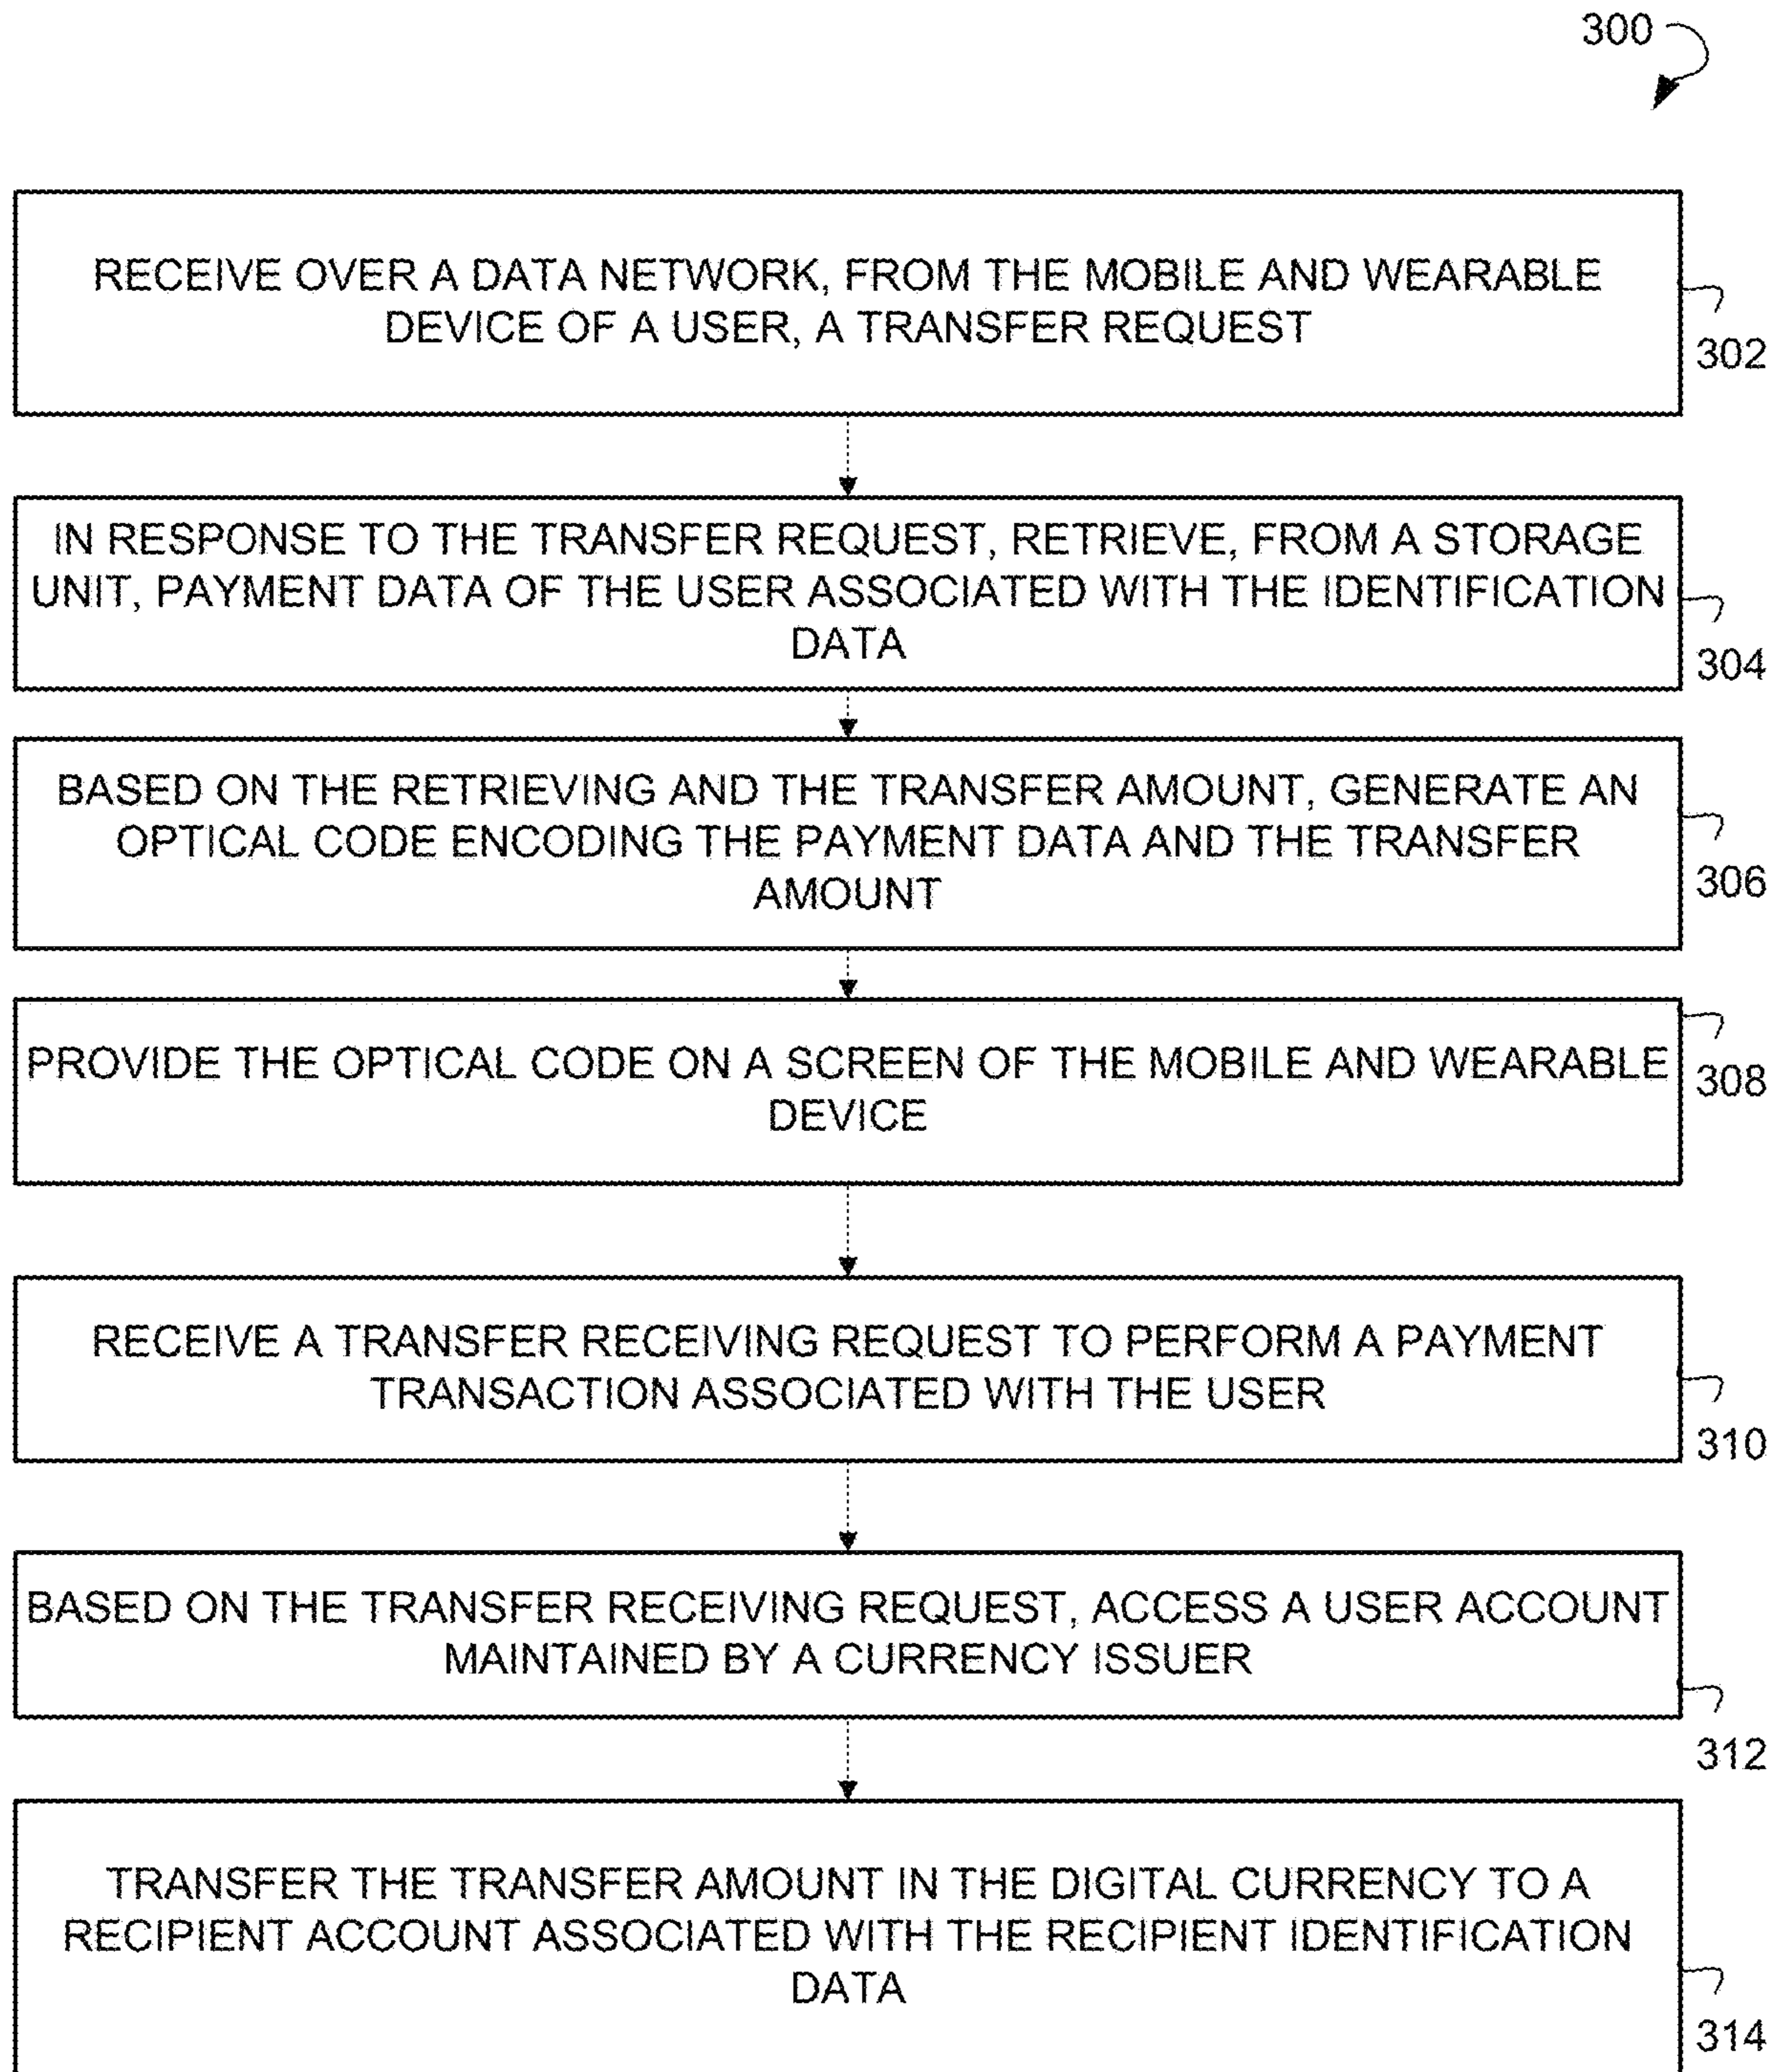 300
RECEIVE OVER A DATA NETWORK, FROM THE MOBILE AND WEARABLE
DEVICE OF A USER, A TRANSFER REQUEST
302
IN RESPONSE TO THE TRANSFER REQUEST, RETRIEVE, FROM A STORAGE
UNIT, PAYMENT DATA OF THE USER ASSOCIATED WITH THE IDENTIFICATION
DATA
304
BASED ON THE RETRIEVING AND THE TRANSFER AMOUNT, GENERATE AN
OPTICAL CODE ENCODING THE PAYMENT DATA AND THE TRANSFER
AMOUNT
306
PROVIDE THE OPTICAL CODE ON A SCREEN OF THE MOBILE AND WEARABLE
DEVICE
308
RECEIVE A TRANSFER RECEIVING REQUEST TO PERFORM A PAYMENT
TRANSACTION ASSOCIATED WITH THE USER
310
BASED ON THE TRANSFER RECEIVING REQUEST, ACCESS A USER ACCOUNT
MAINTAINED BY A CURRENCY ISSUER
312
TRANSFER THE TRANSFER AMOUNT IN THE DIGITAL CURRENCY TO A
RECIPIENT ACCOUNT ASSOCIATED WITH THE RECIPIENT IDENTIFICATION
DATA
314